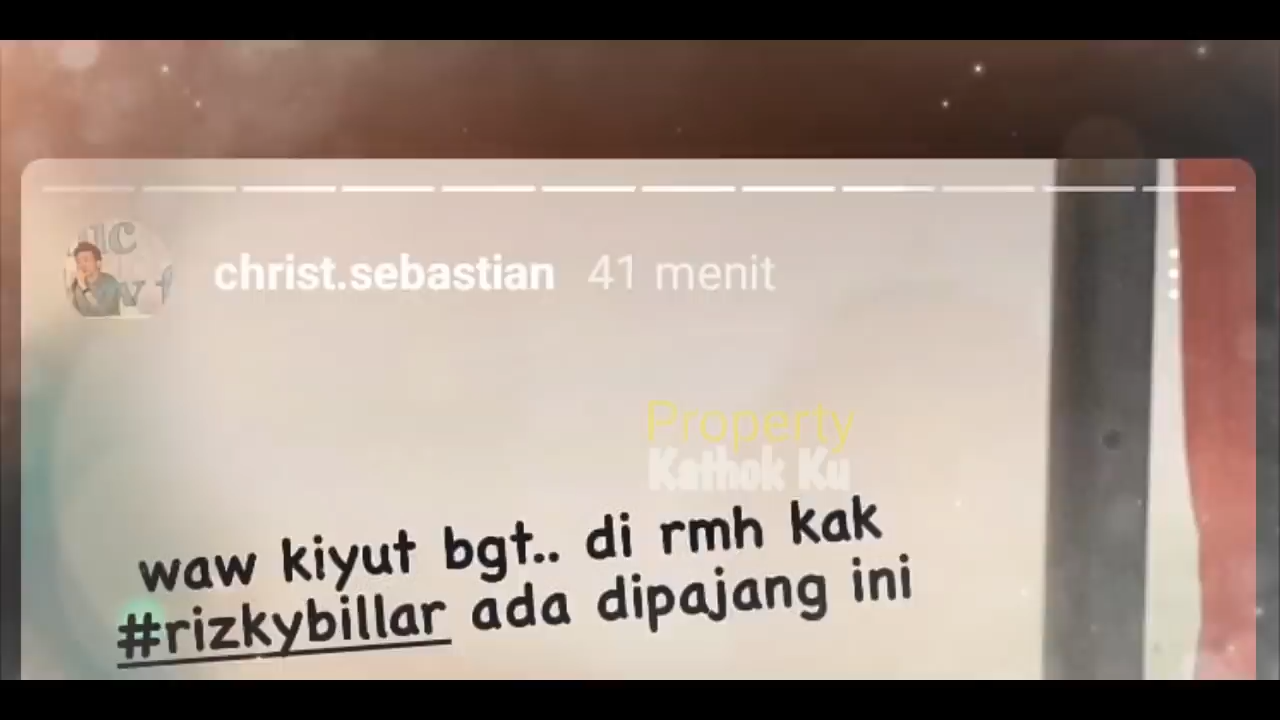 christ.sebastian 41 menit
Property
Kathok Ku
waw kiyut bgt.. di rmh kak
#rizkybillar ada dipajang ini